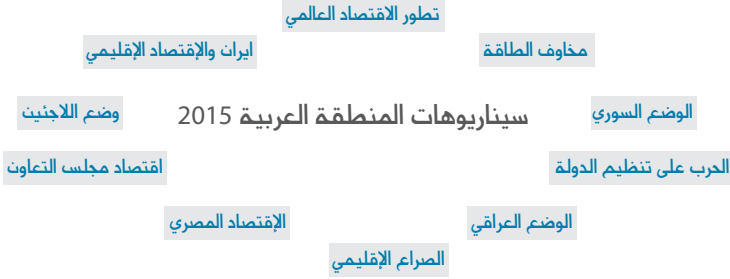 تطور الاقتصاد العالمي
مخاوف الطاقة
ايران والإقتصاد الإقليمي
سيناريوهات المنطقة العربية 2015
الوضع السوري
وضع اللاجئين
الحرب على تنظيم الدولة
اقتصاد مجلس التعاون
الوضع العراقي
الإقتصاد المصري
الصراع الإقليمي